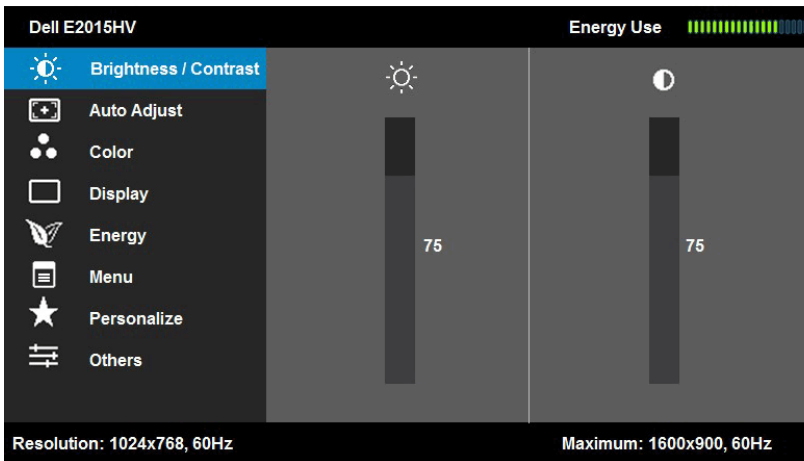 Dell E2015HV Energy Use
Brightness / Contrast
Auto Adjust
Color
Display
Energy
75 75
Menu
Personalize
Others
Resolution: 1024x768, 60Hz Maximum: 1600x900, 60Hz